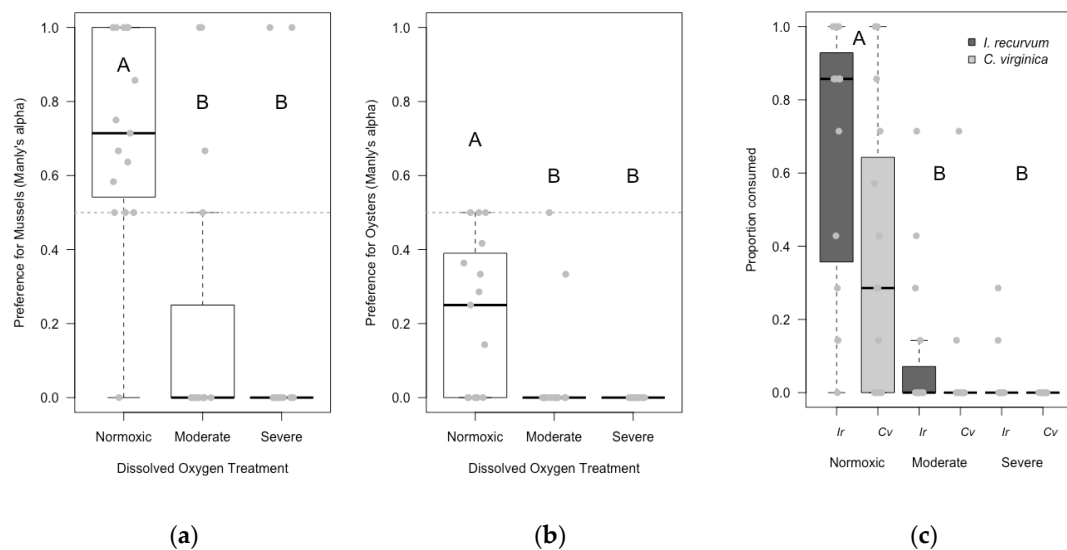 Preference for Mussels (Manly's alpha)
1.0
0.8
0.6
0.4
0.2
0.0
A
B
B
Normoxic Moderate Severe
Dissolved Oxygen Treatment
(a)
Preference for Oysters (Manly's alpha)
1.0
0.8
0.6
0.4
0.2
0.0
A
B
B
Normoxic Moderate Severe
Dissolved Oxygen Treatment
(b)
Proportion consumed
1.0
0.8
0.6
0.4
0.2
0.0
A
I. recurvum
C. virginica
B
B
Ir Cv Ir Cv Ir Cv
Normoxic Moderate Severe
(c)